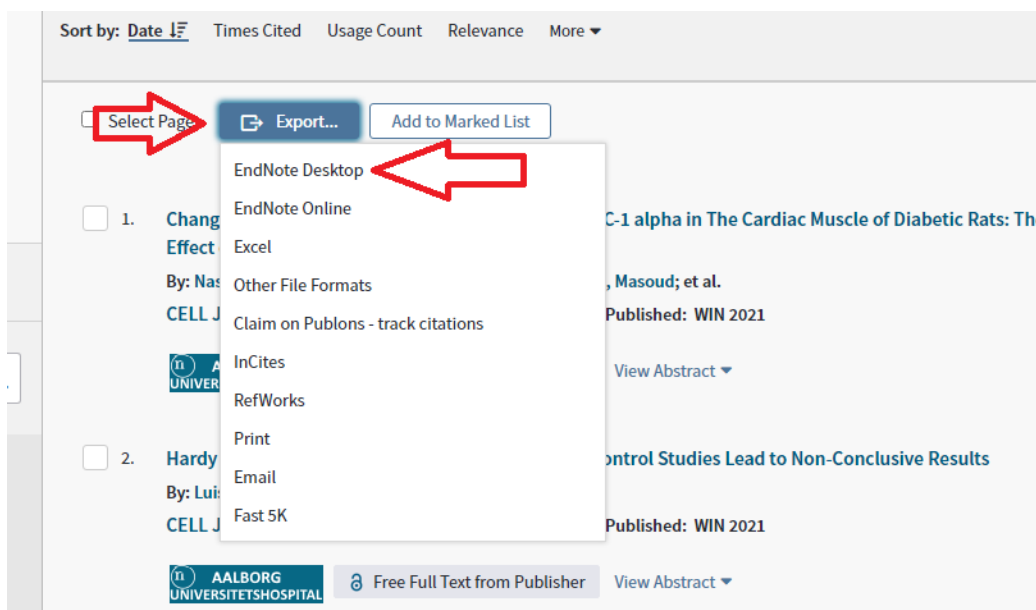 Sort by: Date Times Cited Usage Count Relevance More
Select Page Export... Add to Marked List
EndNote Desktop
EndNote Online
Excel
Other File Formats
Claim on Publons - track citations
InCites
RefWorks
Print
Email
Fast 5K
1. Chang C-1 alpha in The Cardiac Muscle of Diabetic Rats: Th
Effect
By: Nas , Masoud; et al.
CELL J Published: WIN 2021
n A
UNIVER View Abstract
2. Hardy ontrol Studies Lead to Non-Conclusive Results
By: Luis
CELL J Published: WIN 2021
n AALBORG
UNIVERSITETSHOSPITAL Free Full Text from Publisher View Abstract